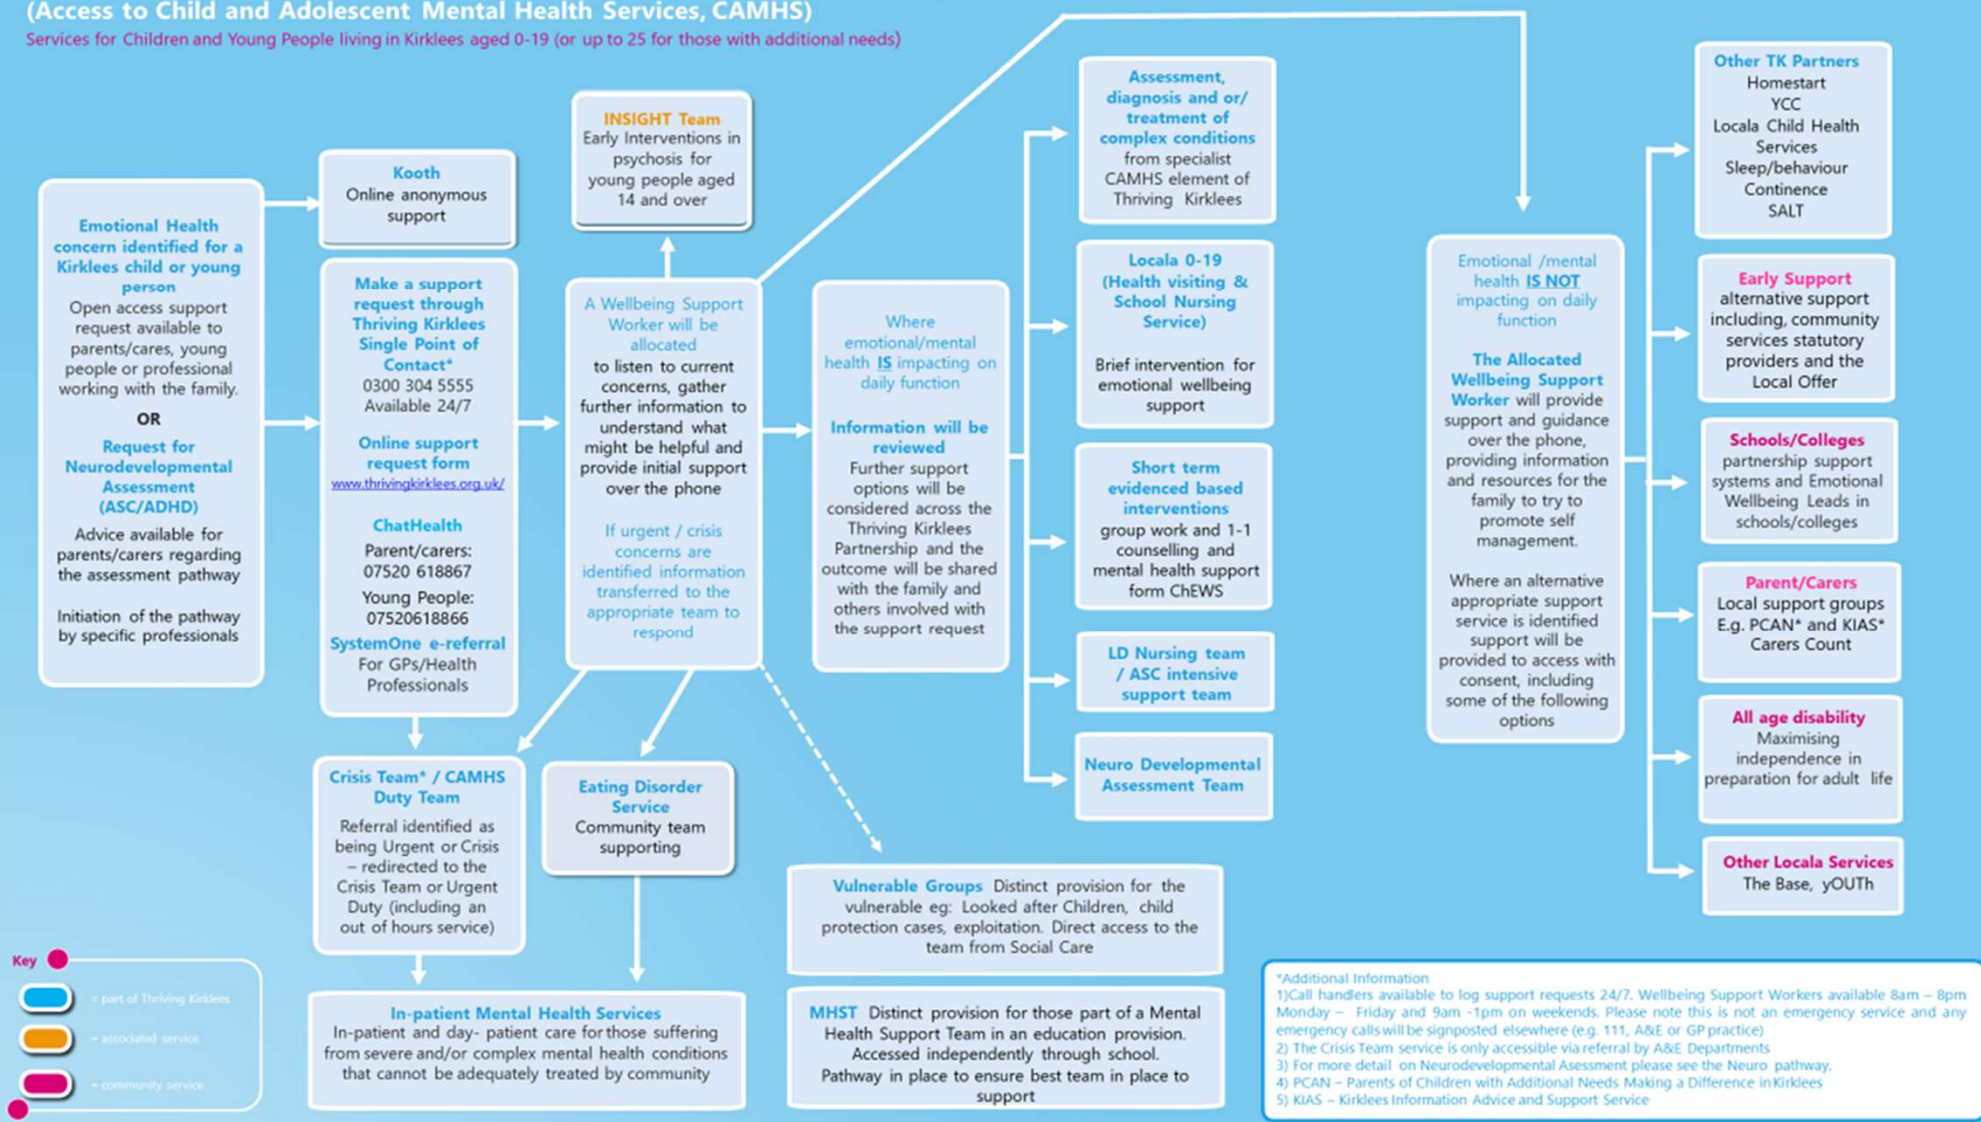 (Access to Child and Adolescent Mental Health Services, CAMHS)
Services for Children and Young People living in Kirklees aged 0-19 (or up to 25 for those with additional needs)
Emotional Health
concern identified for a
Kirklees child or young
person
Open access support
request available to
parents/cares, young
people or professional
working with the family.
OR
Request for
Neurodevelopmental
Assessment
(ASC/ADHD)
Advice available for
parents/carers regarding
the assessment pathway
Initiation of the pathway
by specific professionals
Kooth
Online anonymous
support
Make a support
request through
Thriving Kirklees
Single Point of
Contact*
0300 304 5555
Available 24/7
Online support
request form
www.thrivingkirklees.org.uk/
ChatHealth
Parent/carers:
07520 618867
Young People:
07520618866
SystemOne e-referral
For GPs/Health
Professionals
Crisis Team* / CAMHS
Duty Team
Referral identified as
being Urgent or Crisis
– redirected to the
Crisis Team or Urgent
Duty (including an
out of hours service)
INSIGHT Team
Early Interventions in
psychosis for
young people aged
14 and over
A Wellbeing Support
Worker will be
allocated
to listen to current
concerns, gather
further information to
understand what
might be helpful and
provide initial support
over the phone
If urgent / crisis
concerns are
identified information
transferred to the
appropriate team to
respond
Eating Disorder
Service
Community team
supporting
In-patient Mental Health Services
In-patient and day- patient care for those suffering
from severe and/or complex mental health conditions
that cannot be adequately treated by community
Where
emotional/mental
health IS impacting on
daily function
Information will be
reviewed
Further support
options will be
considered across the
Thriving Kirklees
Partnership and the
outcome will be shared
with the family and
others involved with
the support request
Vulnerable Groups Distinct provision for the
vulnerable eg: Looked after Children, child
protection cases, exploitation. Direct access to the
team from Social Care
MHST Distinct provision for those part of a Mental
Health Support Team in an education provision.
Accessed independently through school.
Pathway in place to ensure best team in place to
support
Assessment,
diagnosis and or/
treatment of
complex conditions
from specialist
CAMHS element of
Thriving Kirklees
Locala 0-19
(Health visiting &
School Nursing
Service)
Brief intervention for
emotional wellbeing
support
Short term
evidenced based
interventions
group work and 1-1
counselling and
mental health support
form ChEWS
LD Nursing team
/ ASC intensive
support team
Neuro Developmental
Assessment Team
Emotional /mental
health IS NOT
impacting on daily
function
The Allocated
Wellbeing Support
Worker will provide
support and guidance
over the phone,
providing information
and resources for the
family to try to
promote self
management.
Where an alternative
appropriate support
service is identified
support will be
provided to access with
consent, including
some of the following
options
Other TK Partners
Homestart
YCC
Locala Child Health
Services
Sleep/behaviour
Continence
SALT
Early Support
alternative support
including, community
services statutory
providers and the
Local Offer
Schools/Colleges
partnership support
systems and Emotional
Wellbeing Leads in
schools/colleges
Parent/Carers
Local support groups
E.g. PCAN* and KIAS*
Carers Count
All age disability
Maximising
independence in
preparation for adult life
Other Locala Services
The Base, yOUTh
Key
= part of Thriving Kirklees
= associated service
= community service
*Additional Information
1)Call handlers available to log support requests 24/7. Wellbeing Support Workers available 8am – 8pm
Monday – Friday and 9am -1pm on weekends. Please note this is not an emergency service and any
emergency calls will be signposted elsewhere (e.g. 111, A&E or GP practice)
2) The Crisis Team service is only accessible via referral by A&E Departments
3) For more detail on Neurodevelopmental Asessment please see the Neuro pathway.
4) PCAN – Parents of Children with Additional Needs Making a Difference in Kirklees
5) KIAS – Kirklees Information Advice and Support Service